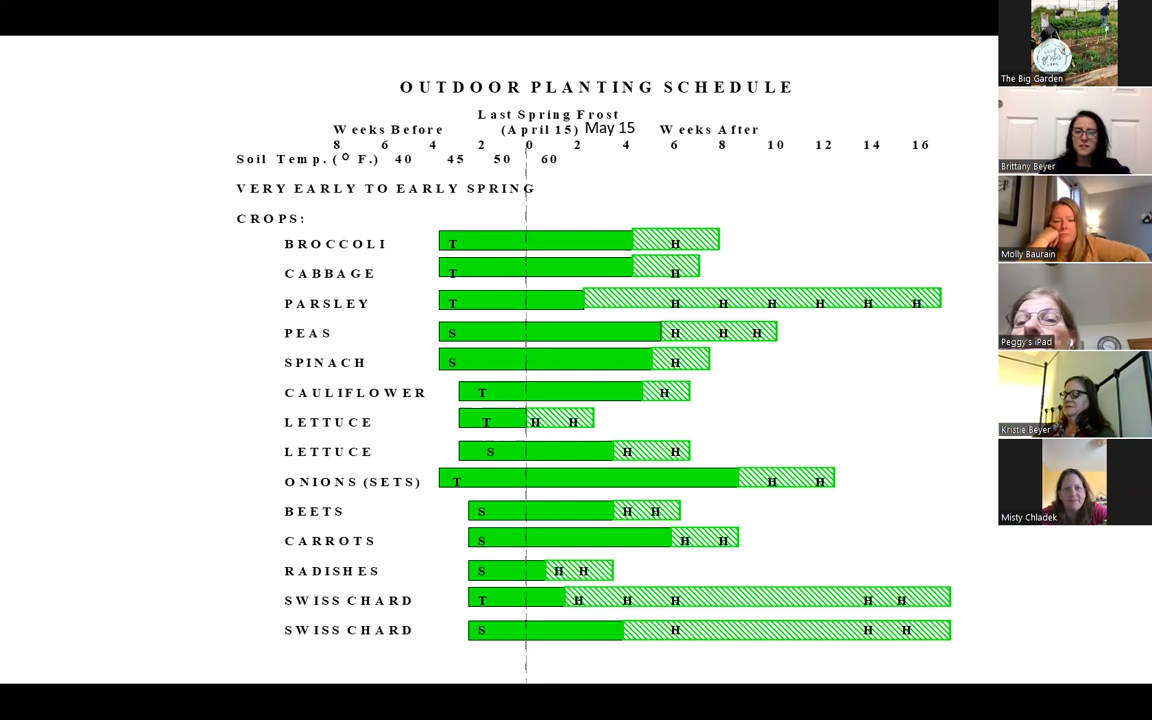 OUTDOOR PLANTING SCHEDULE
Last Spring Frost
Weeks Before (April 15) May 15 Weeks After
8 6 4 2 0 2 4 6 8 10 12 14 16
Soil Temp. (° F.) 40 45 50 60
VERY EARLY TO EARLY SPRING
CROPS:
BROCCOLI T H
CABBAGE T H
PARSLEY T H H H H H H
PEAS S H H H
SPINACH S H
CAULIFLOWER T H
LETTUCE T H H
LETTUCE S H H
ONIONS (SETS) T H H
BEETS S H H
CARROTS S H H
RADISHES S H H
SWISS CHARD T H H H H H
SWISS CHARD S H H H
The Big Garden
Brittany Beyer
Molly Baurain
Peggy's iPad
Kristie Beyer
Misty Chladek